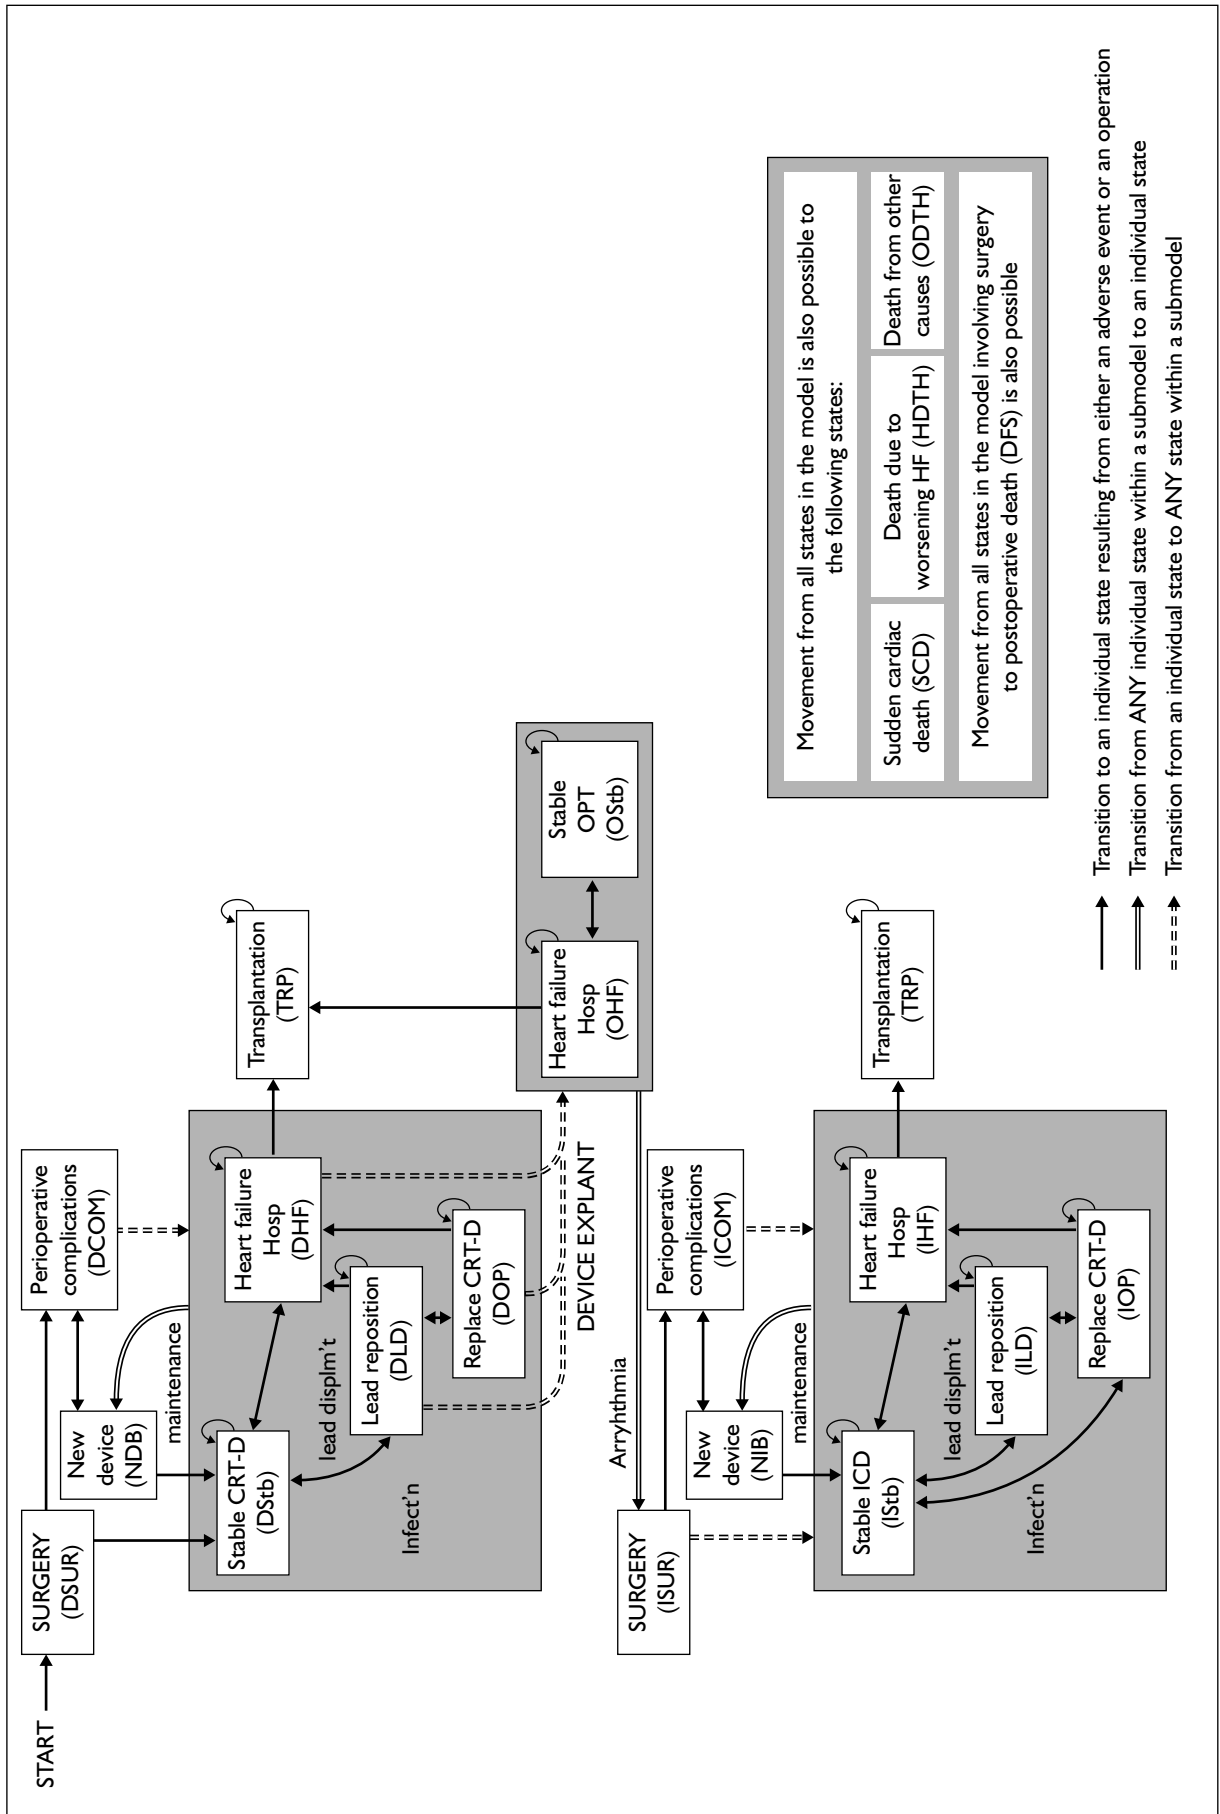 START
SURGERY
(DSUR)
New
device
(NDB)
Perioperative
complications
(DCOM)
maintenance
Stable CRT-D
(DStb)
Heart failure
Hosp
(DHF)
lead displm't
Lead reposition
(DLD)
Infect'n
Replace CRT-D
(DOP)
Transplantation
(TRP)
DEVICE EXPLANT
Heart failure
Hosp
(OHF)
Stable
OPT
(OStb)
Arryhthmia
SURGERY
(ISUR)
New
device
(NIB)
Perioperative
complications
(ICOM)
maintenance
Stable ICD
(IStb)
Heart failure
Hosp
(IHF)
lead displm't
Lead reposition
(ILD)
Infect'n
Replace CRT-D
(IOP)
Transplantation
(TRP)
Movement from all states in the model is also possible to
the following states:
Sudden cardiac
death (SCD)
Death due to
worsening HF (HDTH)
Death from other
causes (ODTH)
Movement from all states in the model involving surgery
to postoperative death (DFS) is also possible
Transition to an individual state resulting from either an adverse event or an operation
Transition from ANY individual state within a submodel to an individual state
Transition from an individual state to ANY state within a submodel